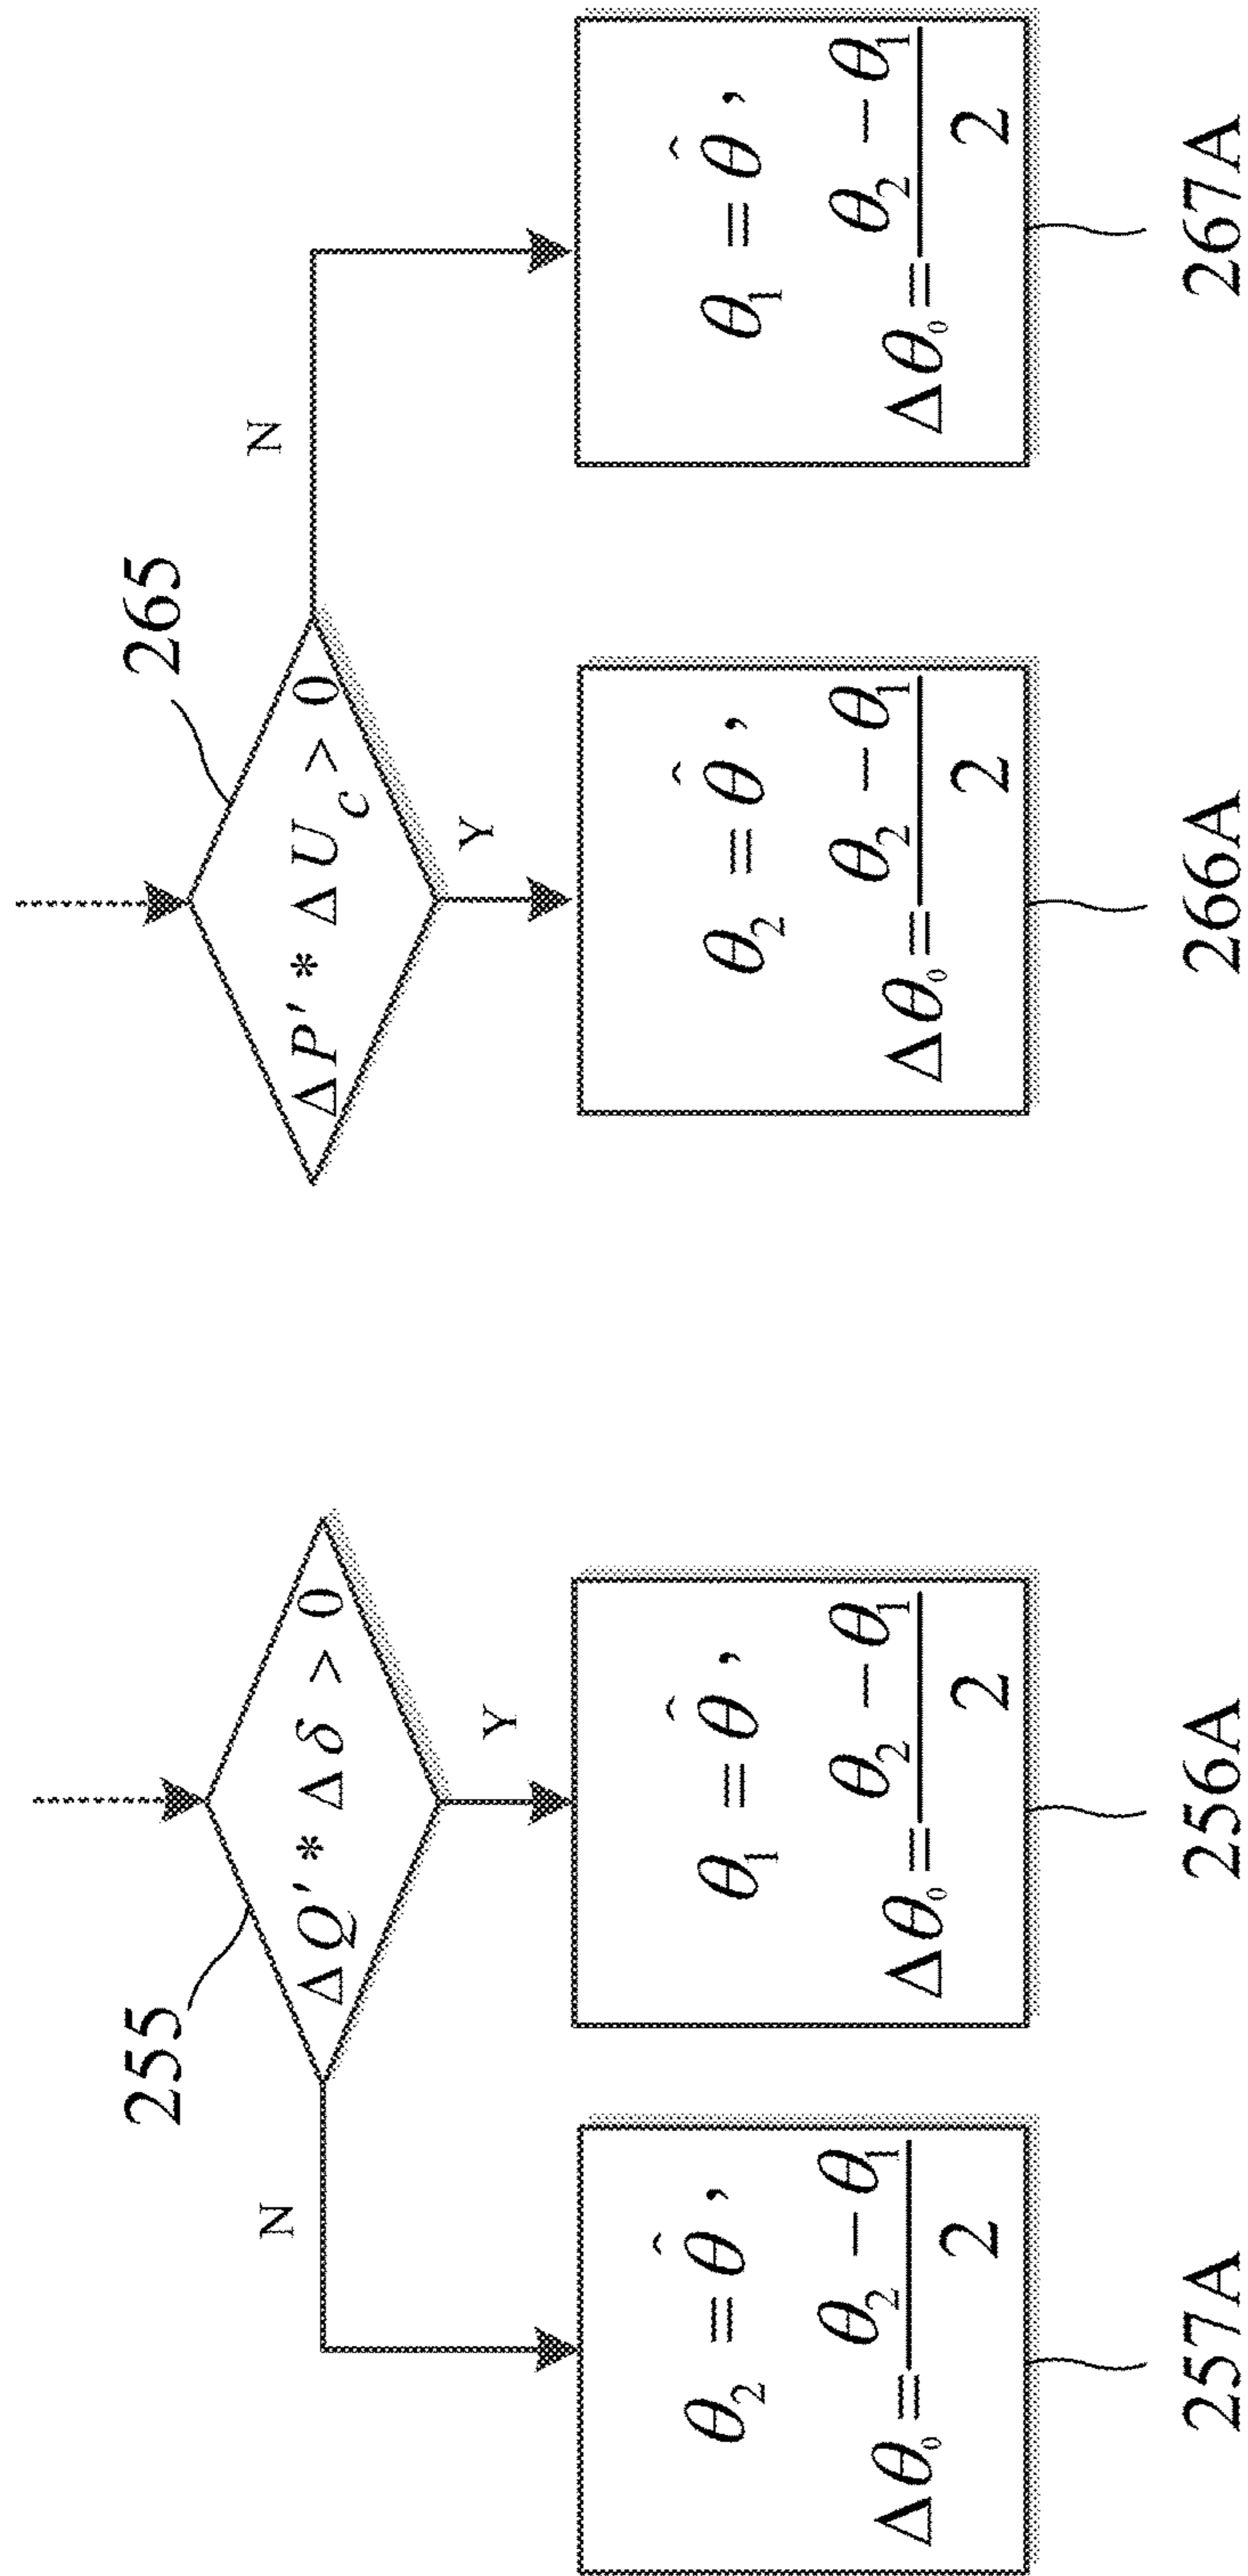 255
ΔQ' * Δδ > 0
N
Y
θ₂ = θ̂ ,
Δθ₀ = (θ₂ − θ₁)/2
257A
θ₁ = θ̂ ,
Δθ₀ = (θ₂ − θ₁)/2
256A
265
ΔP' * ΔU_c > 0
Y
N
θ₂ = θ̂ ,
Δθ₀ = (θ₂ − θ₁)/2
266A
θ₁ = θ̂ ,
Δθ₀ = (θ₂ − θ₁)/2
267A